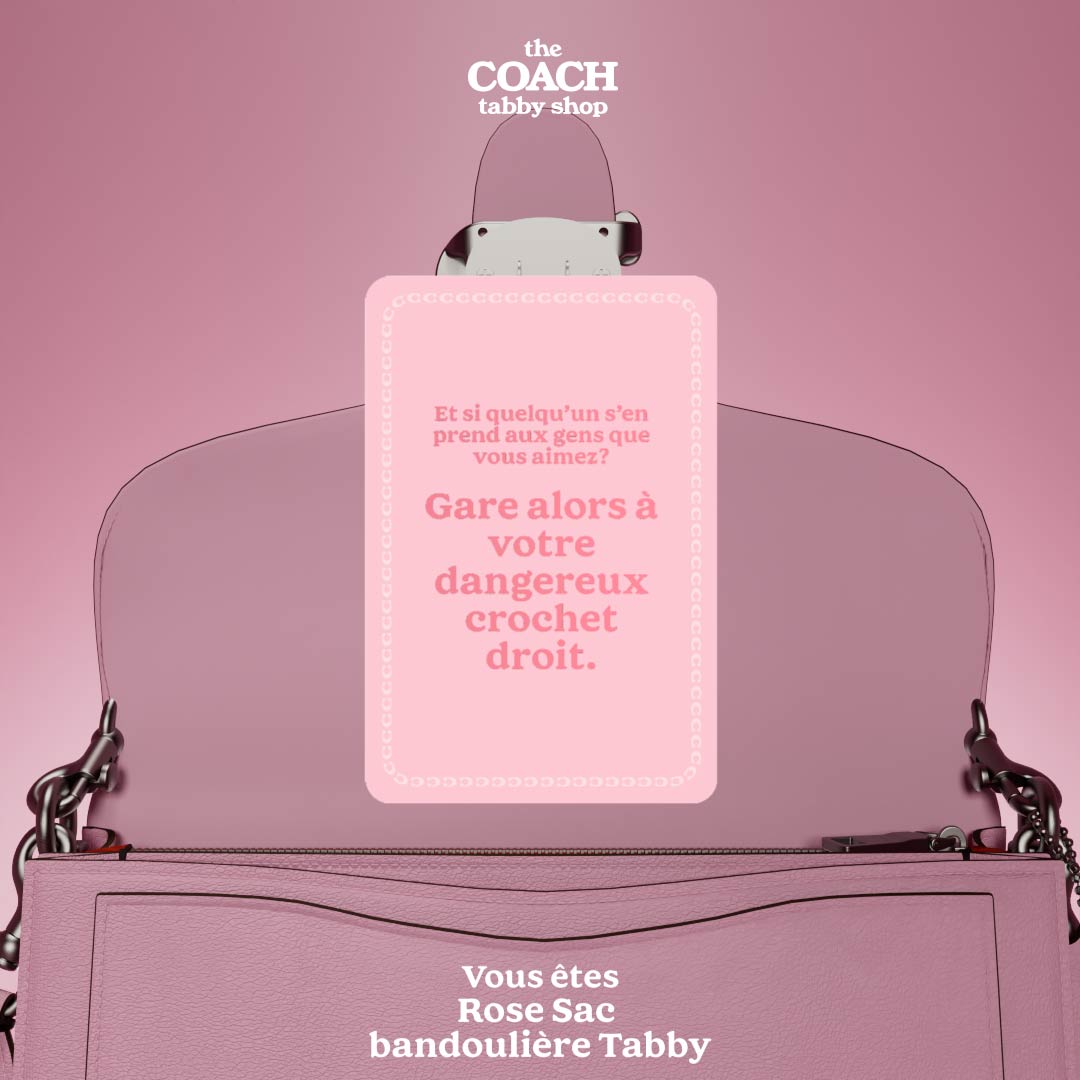 the
COACH
tabby shop
Et si quelqu’un s’en
prend aux gens que
vous aimez?
Gare alors à
votre
dangereux
crochet
droit.
Vous êtes
Rose Sac
bandoulière Tabby